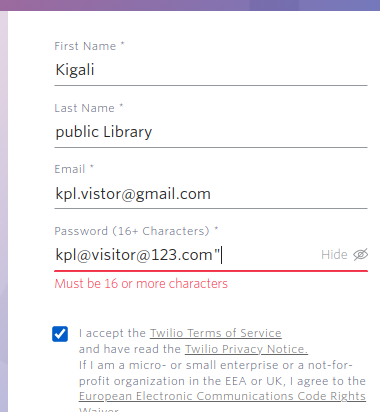 First Name *
Kigali
Last Name *
public Library
Email *
kpl.vistor@gmail.com
Password (16+ Characters) *
kpl@visitor@123.com"
Hide
Must be 16 or more characters
I accept the Twilio Terms of Service
and have read the Twilio Privacy Notice.
If I am a micro- or small enterprise or a not-for-
profit organization in the EEA or UK, I agree to the
European Electronic Communications Code Rights
Waiver.